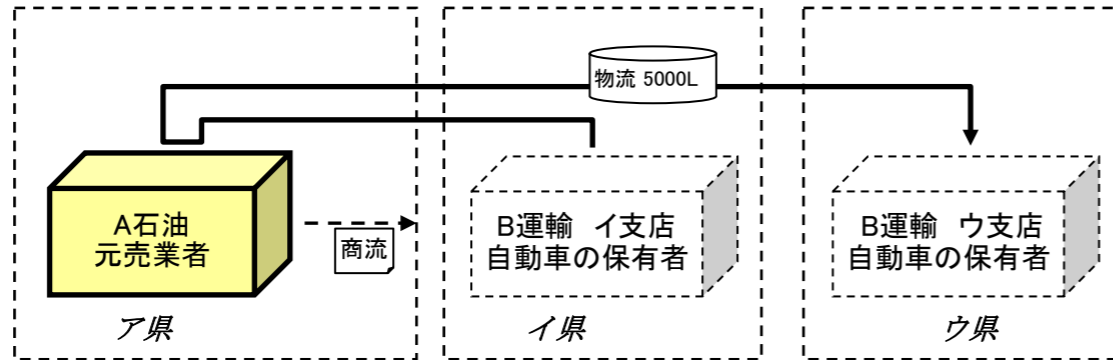 物流 5000L
A石油
元売業者
商流
B運輸 イ支店
自動車の保有者
B運輸 ウ支店
自動車の保有者
ア県
イ県
ウ県